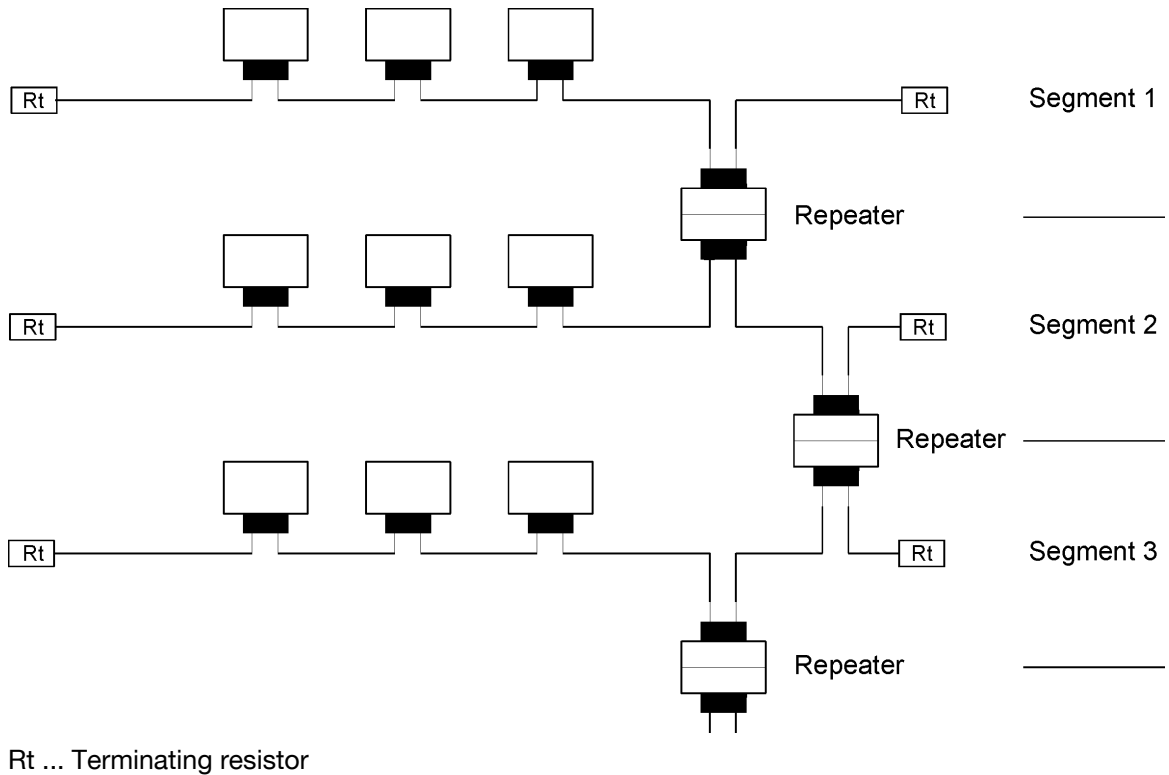 Rt
Rt
Segment 1
Repeater
Rt
Rt
Segment 2
Repeater
Rt
Rt
Segment 3
Repeater
Rt ... Terminating resistor